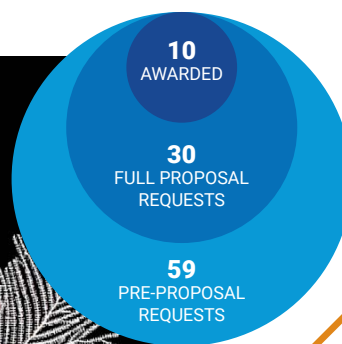 10
AWARDED
30
FULL PROPOSAL
REQUESTS
59
PRE-PROPOSAL
REQUESTS